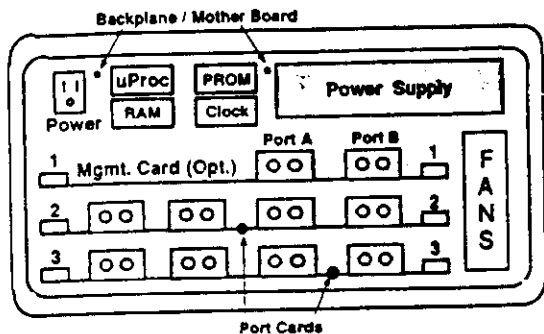 Backplane / Mother Board
uProc
PROM
Power Supply
Power
RAM
Clock
Port A
Port B
1
Mgmt. Card (Opt.)
1
FANS
2
2
3
3
Port Cards